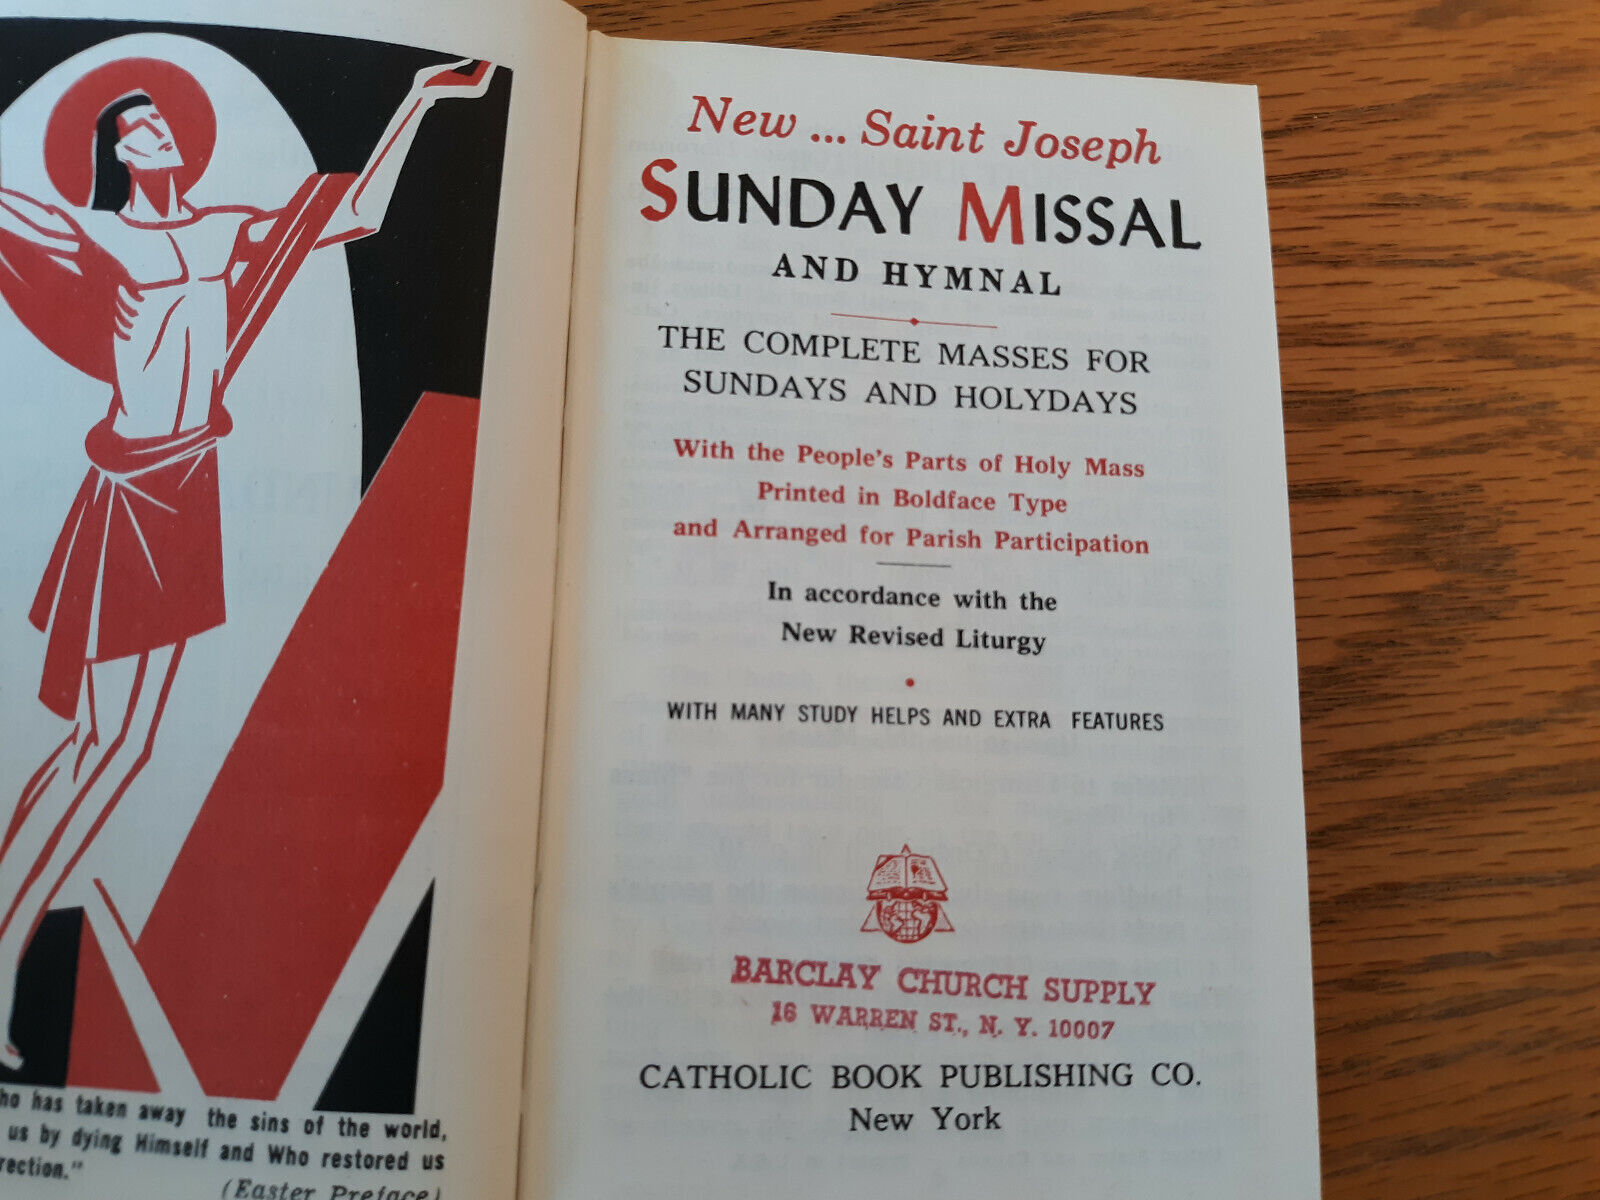 ho has taken away the sins of the world,
us by dying Himself and Who restored us
rection."
(Easter Preface)
New ... Saint Joseph
SUNDAY MISSAL
AND HYMNAL
THE COMPLETE MASSES FOR
SUNDAYS AND HOLYDAYS
With the People's Parts of Holy Mass
Printed in Boldface Type
and Arranged for Parish Participation
In accordance with the
New Revised Liturgy
WITH MANY STUDY HELPS AND EXTRA FEATURES
BARCLAY CHURCH SUPPLY
16 WARREN ST., N. Y. 10007
CATHOLIC BOOK PUBLISHING CO.
New York